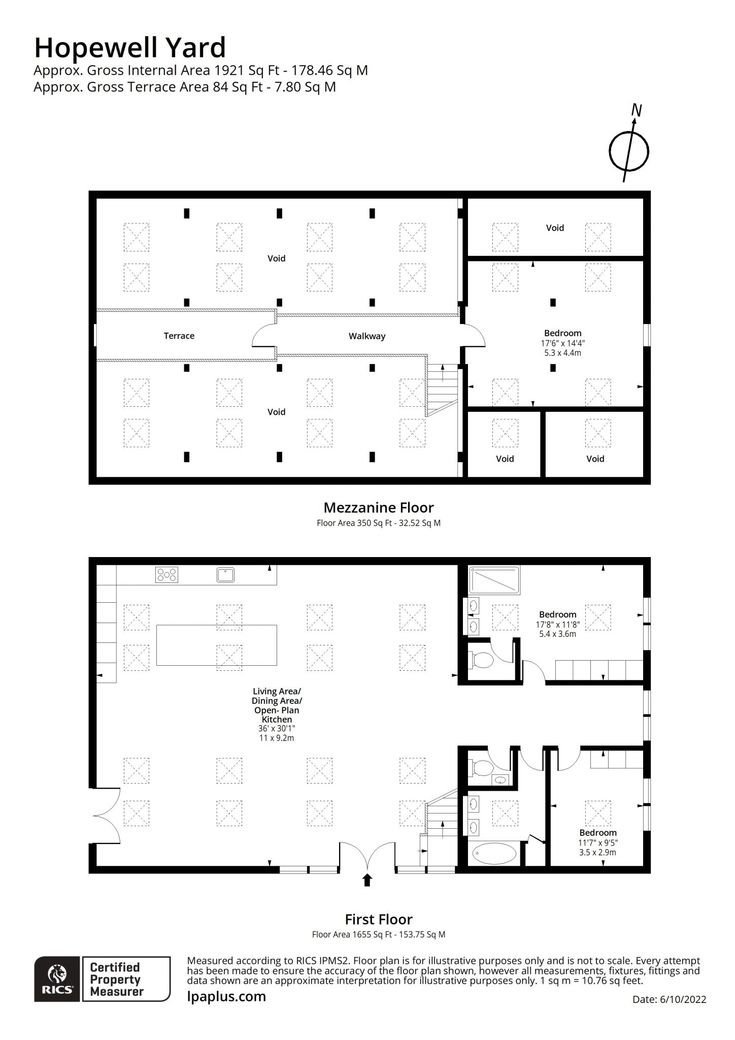 Hopewell Yard
Approx. Gross Internal Area 1921 Sq Ft - 178.46 Sq M
Approx. Gross Terrace Area 84 Sq Ft - 7.80 Sq M
N
Void
Void
Terrace
Walkway
Bedroom
17'6" x 14'4"
5.3 x 4.4m
Void
Void
Void
Mezzanine Floor
Floor Area 350 Sq Ft - 32.52 Sq M
Bedroom
17'8" x 11'8"
5.4 x 3.6m
Living Area/
Dining Area/
Open- Plan
Kitchen
36' x 30'1"
11 x 9.2m
Bedroom
11'7" x 9'5"
3.5 x 2.9m
First Floor
Floor Area 1655 Sq Ft - 153.75 Sq M
RICS
Certified
Property
Measurer
Measured according to RICS IPMS2. Floor plan is for illustrative purposes only and is not to scale. Every attempt
has been made to ensure the accuracy of the floor plan shown, however all measurements, fixtures, fittings and
data shown are an approximate interpretation for illustrative purposes only. 1 sq m = 10.76 sq feet.
lpaplus.com
Date: 6/10/2022